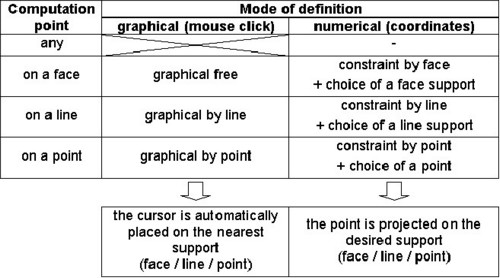 Computation point
Mode of definition
graphical (mouse click)
numerical (coordinates)
any
-
on a face
graphical free
constraint by face
+ choice of a face support
on a line
graphical by line
constraint by line
+ choice of a line support
on a point
graphical by point
constraint by point
+ choice of a point
the cursor is automatically
placed on the nearest
support
(face / line / point)
the point is projected on the
desired support
(face / line / point)